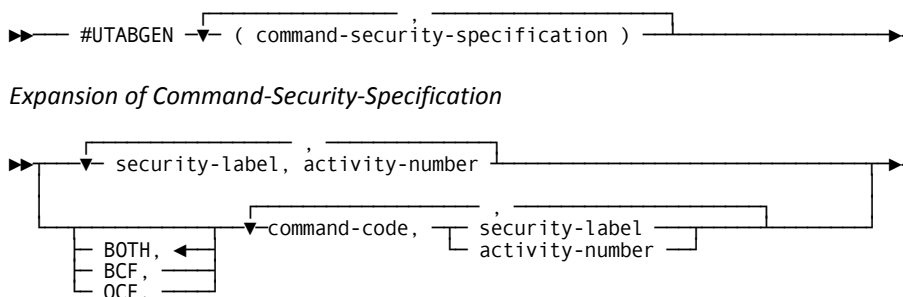 ,
#UTABGEN ( command-security-specification )
Expansion of Command-Security-Specification
,
security-label, activity-number
,
command-code, security-label
activity-number
BOTH,
BCF,
OCF,